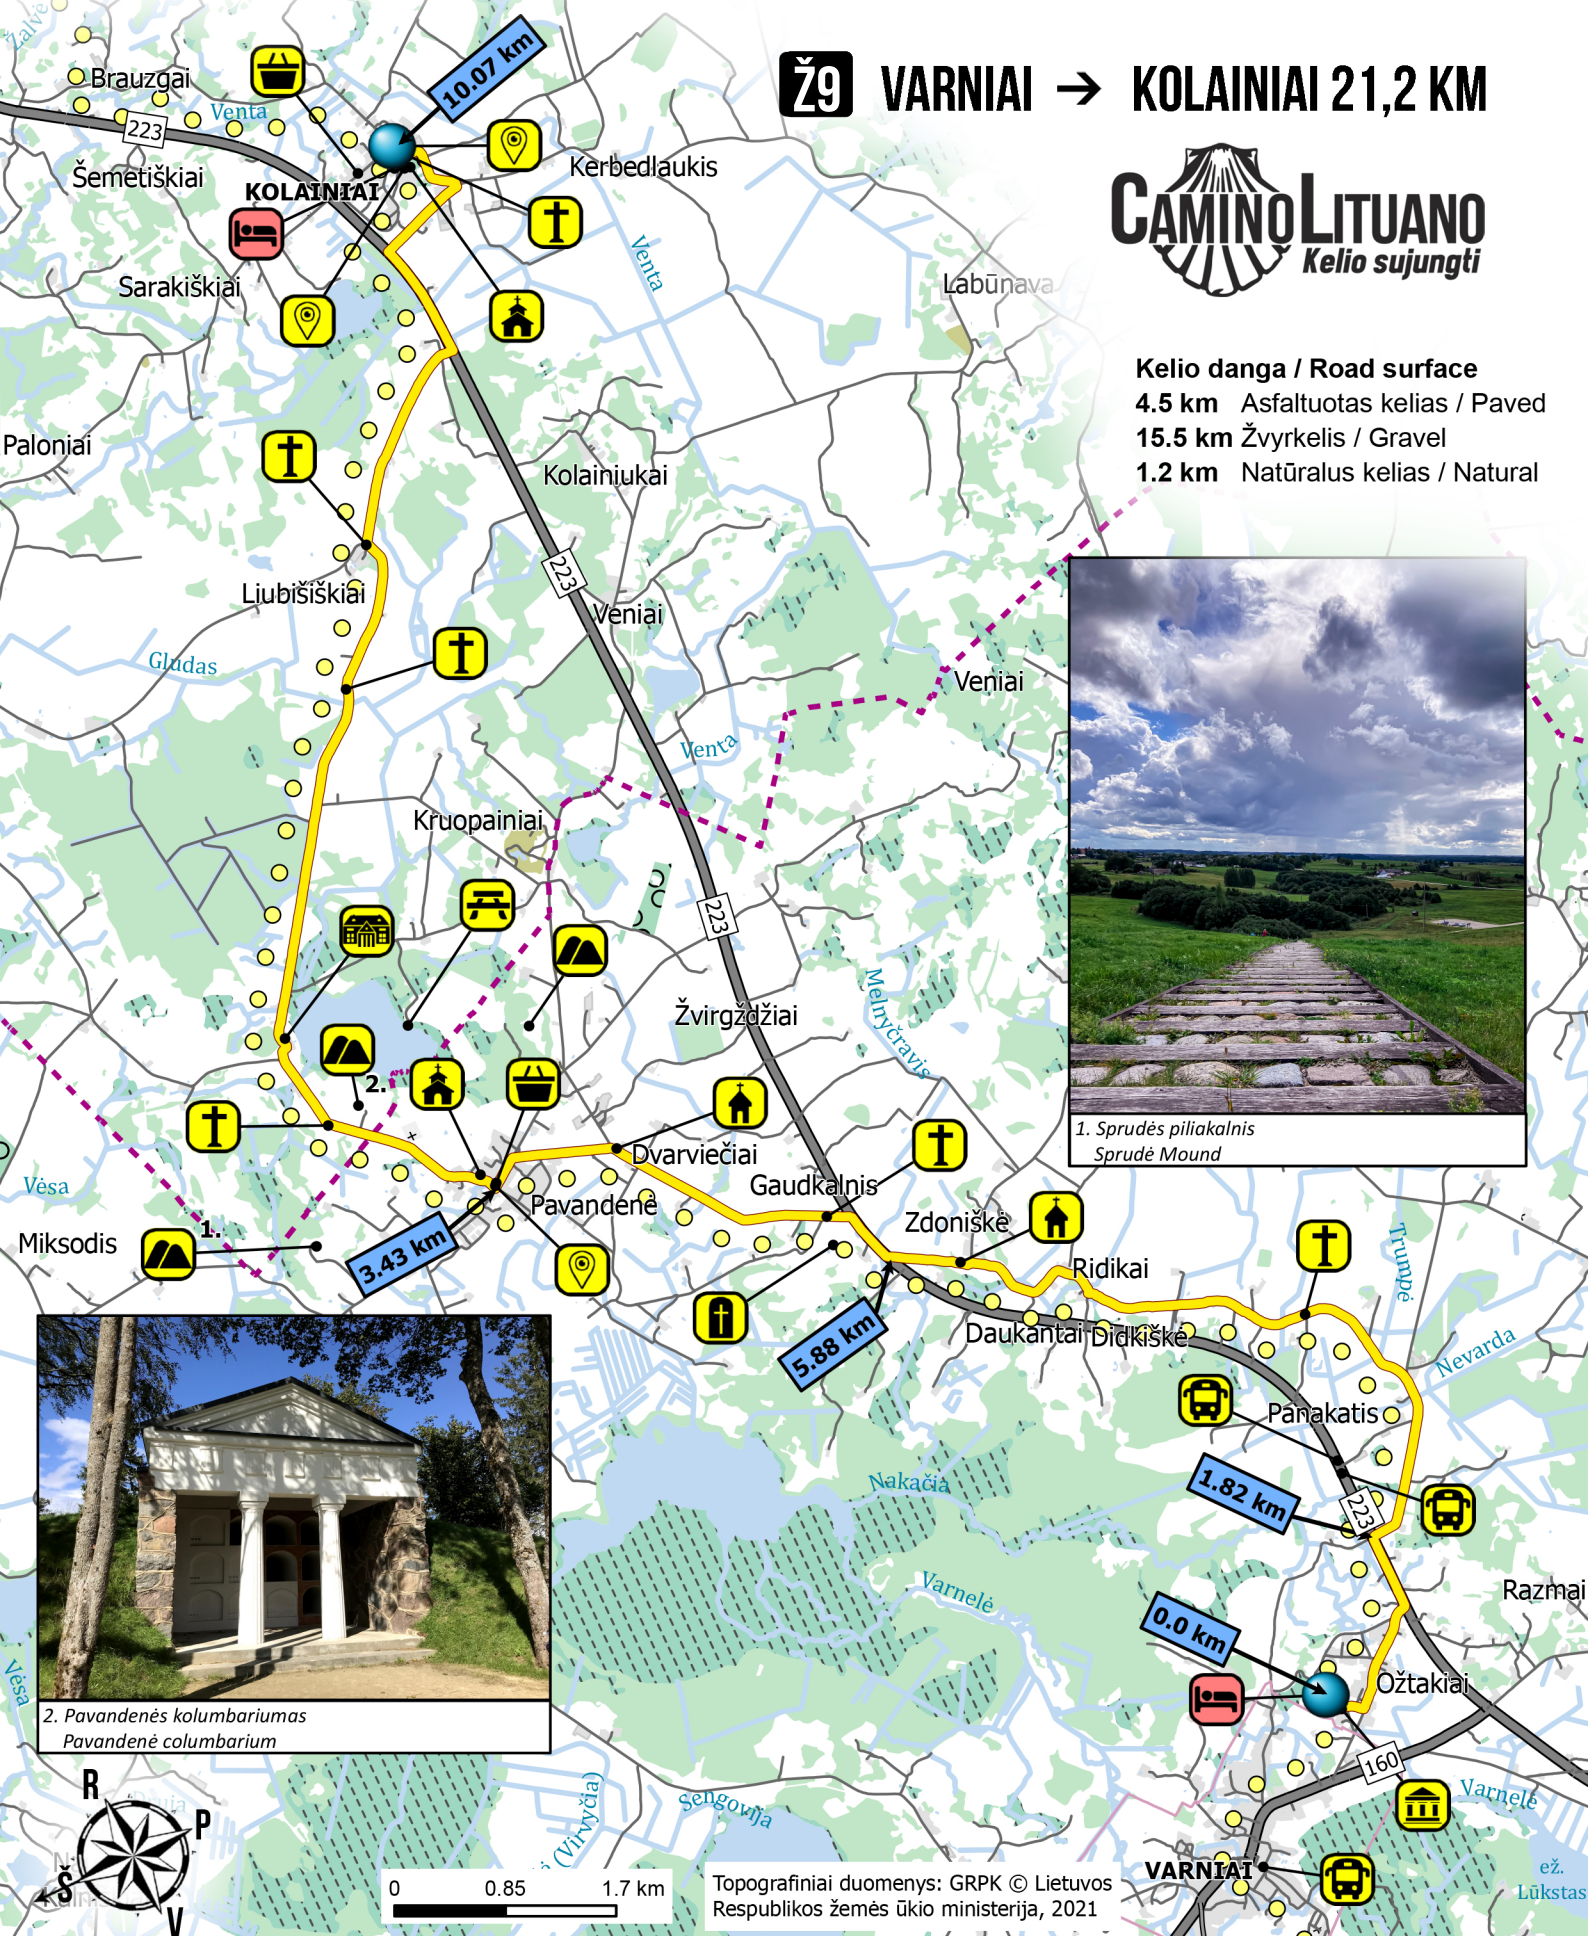 Ž9 VARNIAI → KOLAINIAI 21,2 KM
CAMINO LITUANO
Kelio sujungti
Kelio danga / Road surface
4.5 km Asfaltuotas kelias / Paved
15.5 km Žvyrkelis / Gravel
1.2 km Natūralus kelias / Natural
Žalvė
Brauzgai
Venta
223
10.07 km
Šemetiškiai
KOLAINIAI
Kerbedlaukis
Sarakiškiai
Venta
Labūnava
Paloniai
Kolainiukai
223
Liubišiškiai
Veniai
Gludas
Veniai
Venta
Kruopainiai
223
Žvirgždžiai
Melnyčravis
2.
Dvarviečiai
Gaudkalnis
Vėsa
Pavandenė
Zdoniškė
Miksodis
1.
3.43 km
Ridikai
Trumpė
5.88 km
Daukantai
Didkiškė
Nevarda
Panakatis
Nakačia
1.82 km
223
Varnelė
Razmai
0.0 km
Ožtakiai
Vėsa
160
Varnelė
Sengovija
(Virvyčia)
VARNIAI
ež.
Lūkstas
1. Sprudės piliakalnis
Sprudė Mound
2. Pavandenės kolumbariumas
Pavandenė columbarium
R
P
Š
V
0 0.85 1.7 km
Topografiniai duomenys: GRPK © Lietuvos
Respublikos žemės ūkio ministerija, 2021